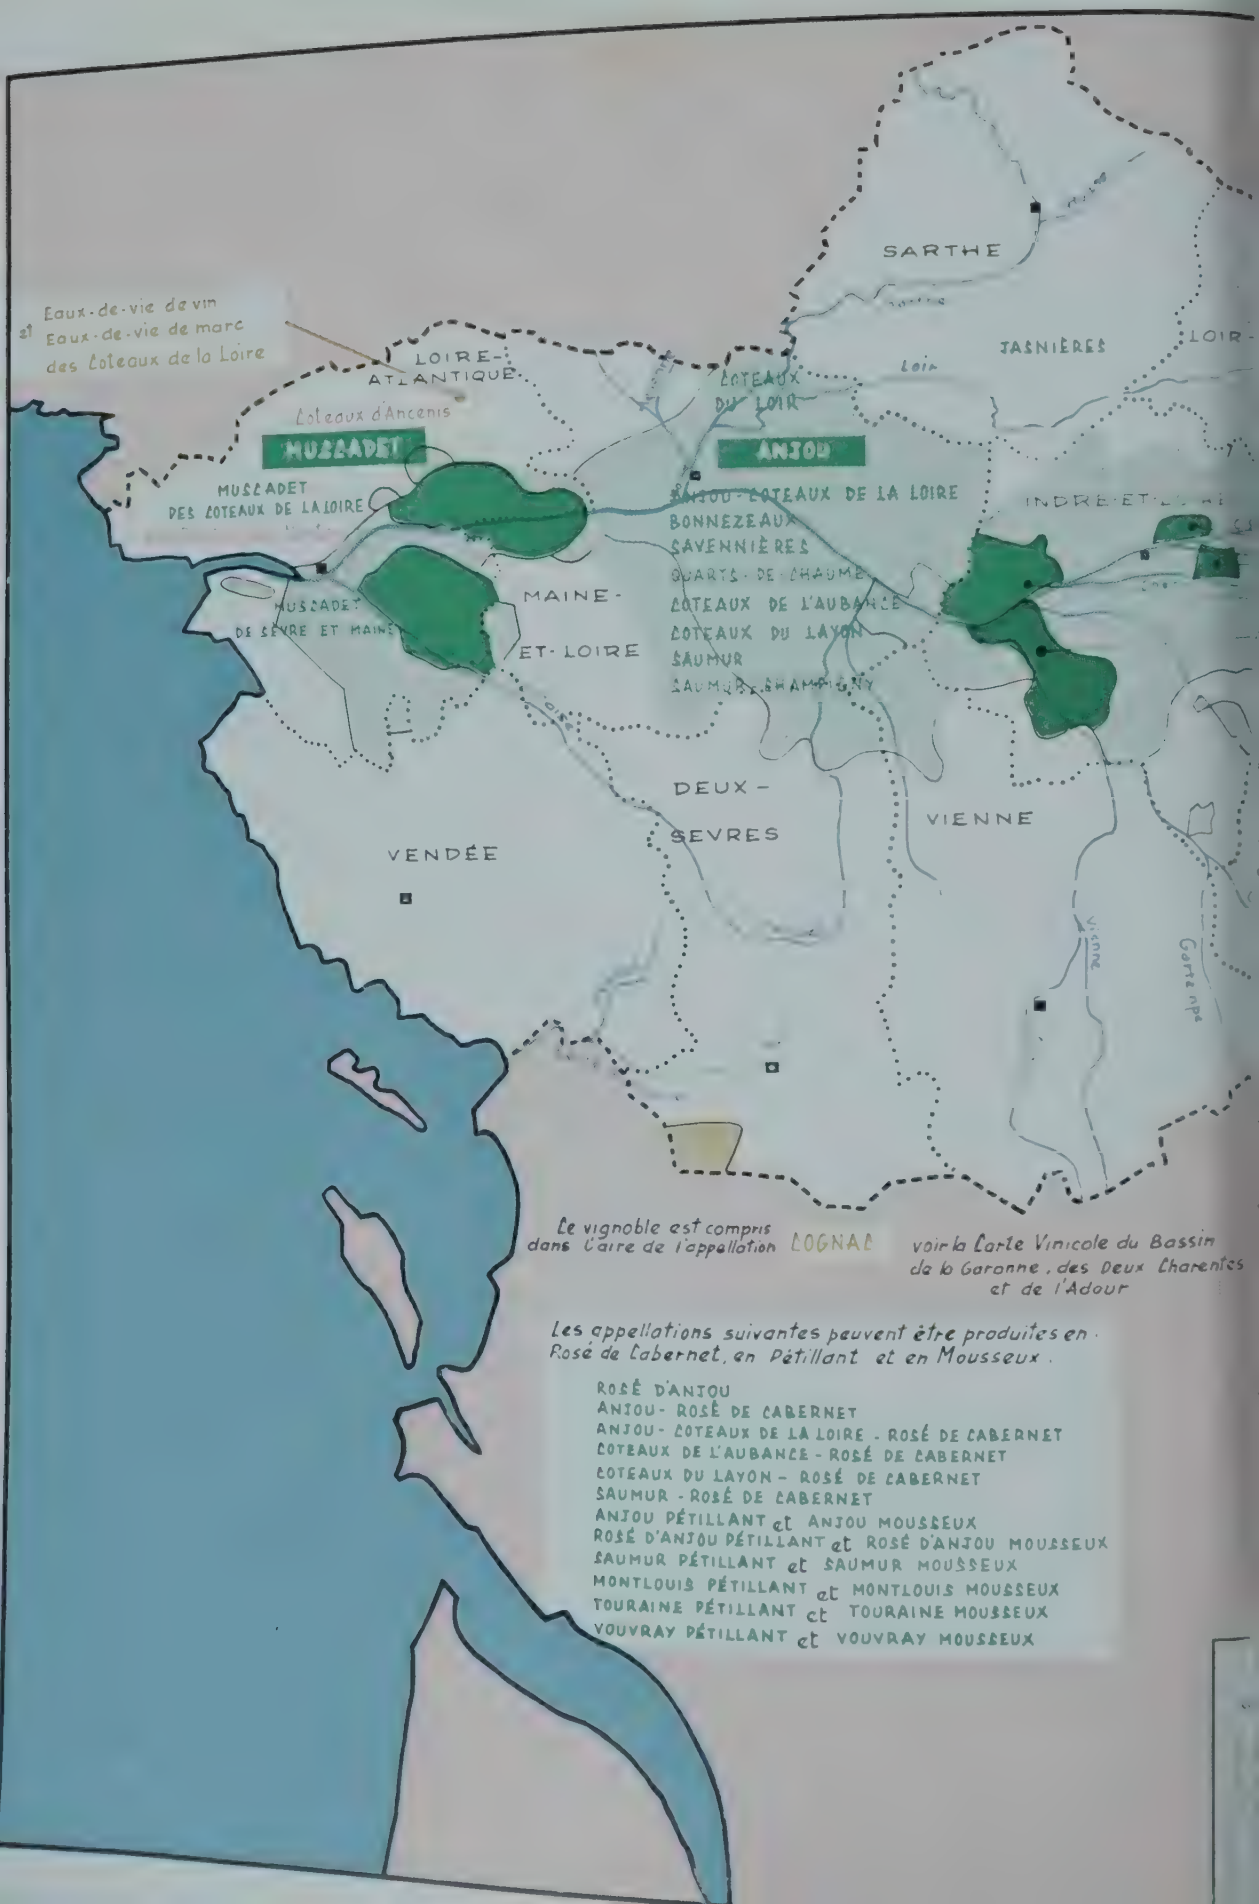 Eaux-de-vie de vin
et
Eaux-de-vie de marc
des Coteaux de la Loire
LOIRE-
ATLANTIQUE
Coteaux d'Ancenis
MUSCADET
MUSCADET
DES COTEAUX DE LA LOIRE
MUSCADET
DE SÈVRE ET MAINE
SARTHE
JASNIÈRES
LOIR-
Loir
COTEAUX
DU LOIR
ANJOU
ANJOU-COTEAUX DE LA LOIRE
BONNEZEAUX
SAVENNIÈRES
QUARTS-DE-CHAUME
COTEAUX DE L'AUBANCE
COTEAUX DU LAYON
SAUMUR
SAUMUR-CHAMPIGNY
INDRE-ET-
MAINE-
ET-LOIRE
DEUX-
SEVRES
VIENNE
VENDÉE
Vienne
Gartempe
Le vignoble est compris
dans l'aire de l'appellation COGNAC
voir la Carte Vinicole du Bassin
de la Garonne, des Deux Charentes
et de l'Adour
Les appellations suivantes peuvent être produites en
Rosé de Cabernet, en Pétillant et en Mousseux.
ROSÉ D'ANJOU
ANJOU - ROSÉ DE CABERNET
ANJOU - COTEAUX DE LA LOIRE - ROSÉ DE CABERNET
COTEAUX DE L'AUBANCE - ROSÉ DE CABERNET
COTEAUX DU LAYON - ROSÉ DE CABERNET
SAUMUR - ROSÉ DE CABERNET
ANJOU PÉTILLANT et ANJOU MOUSSEUX
ROSÉ D'ANJOU PÉTILLANT et ROSÉ D'ANJOU MOUSSEUX
SAUMUR PÉTILLANT et SAUMUR MOUSSEUX
MONTLOUIS PÉTILLANT et MONTLOUIS MOUSSEUX
TOURAINE PÉTILLANT et TOURAINE MOUSSEUX
VOUVRAY PÉTILLANT et VOUVRAY MOUSSEUX